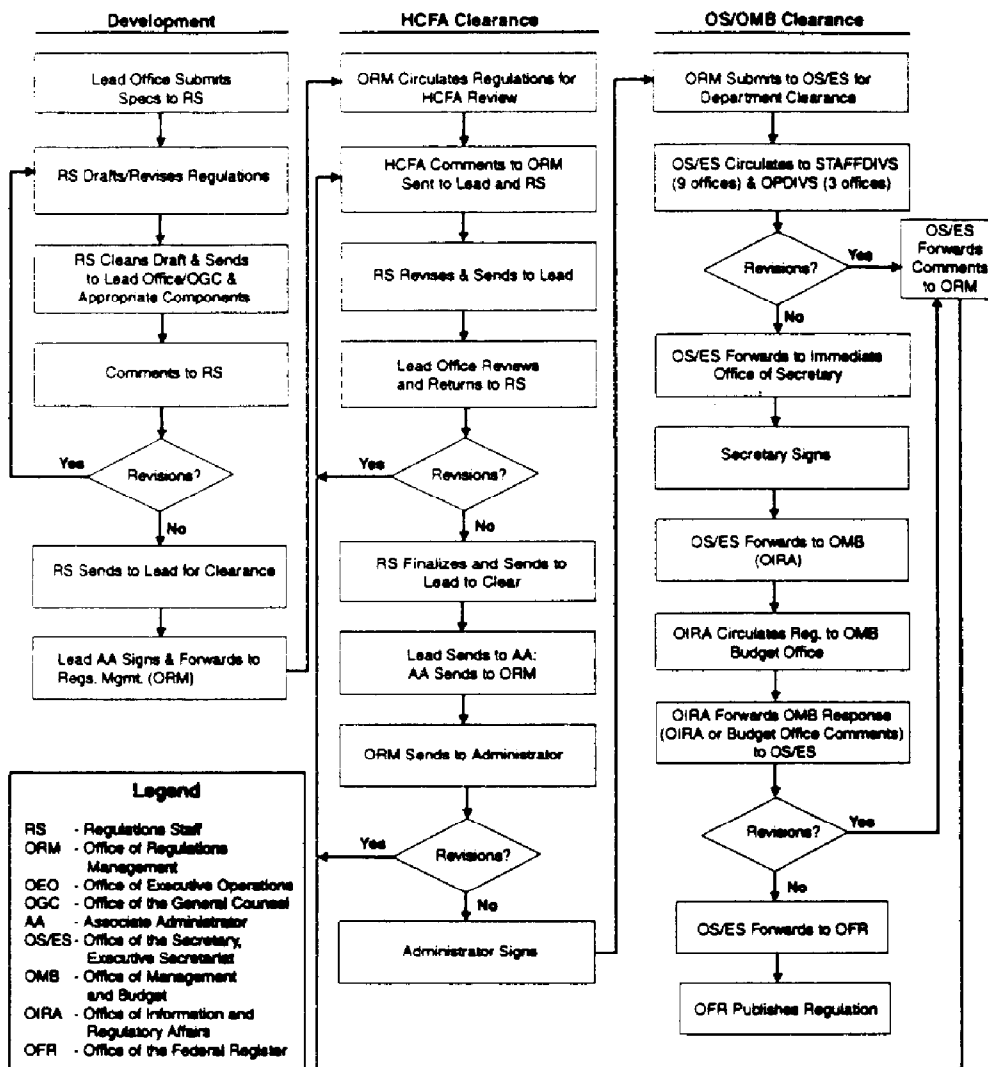 Development
Lead Office Submits
Specs to RS
RS Drafts/Revises Regulations
RS Cleans Draft & Sends
to Lead Office/OGC &
Appropriate Components
Comments to RS
Yes
Revisions?
No
RS Sends to Lead for Clearance
Lead AA Signs & Forwards to
Regs. Mgmt. (ORM)
HCFA Clearance
ORM Circulates Regulations for
HCFA Review
HCFA Comments to ORM
Sent to Lead and RS
RS Revises & Sends to Lead
Lead Office Reviews
and Returns to RS
Yes
Revisions?
No
RS Finalizes and Sends to
Lead to Clear
Lead Sends to AA:
AA Sends to ORM
ORM Sends to Administrator
Yes
Revisions?
No
Administrator Signs
OS/OMB Clearance
ORM Submits to OS/ES for
Department Clearance
OS/ES Circulates to STAFFDIVS
(9 offices) & OPDIVS (3 offices)
Revisions?
Yes
OS/ES
Forwards
Comments
to ORM
No
OS/ES Forwards to Immediate
Office of Secretary
Secretary Signs
OS/ES Forwards to OMB
(OIRA)
OIRA Circulates Reg. to OMB
Budget Office
OIRA Forwards OMB Response
(OIRA or Budget Office Comments)
to OS/ES
Revisions?
Yes
No
OS/ES Forwards to OFR
OFR Publishes Regulation
Legend
RS - Regulations Staff
ORM - Office of Regulations
Management
OEO - Office of Executive Operations
OGC - Office of the General Counsel
AA - Associate Administrator
OS/ES - Office of the Secretary,
Executive Secretariat
OMB - Office of Management
and Budget
OIRA - Office of Information and
Regulatory Affairs
OFR - Office of the Federal Register